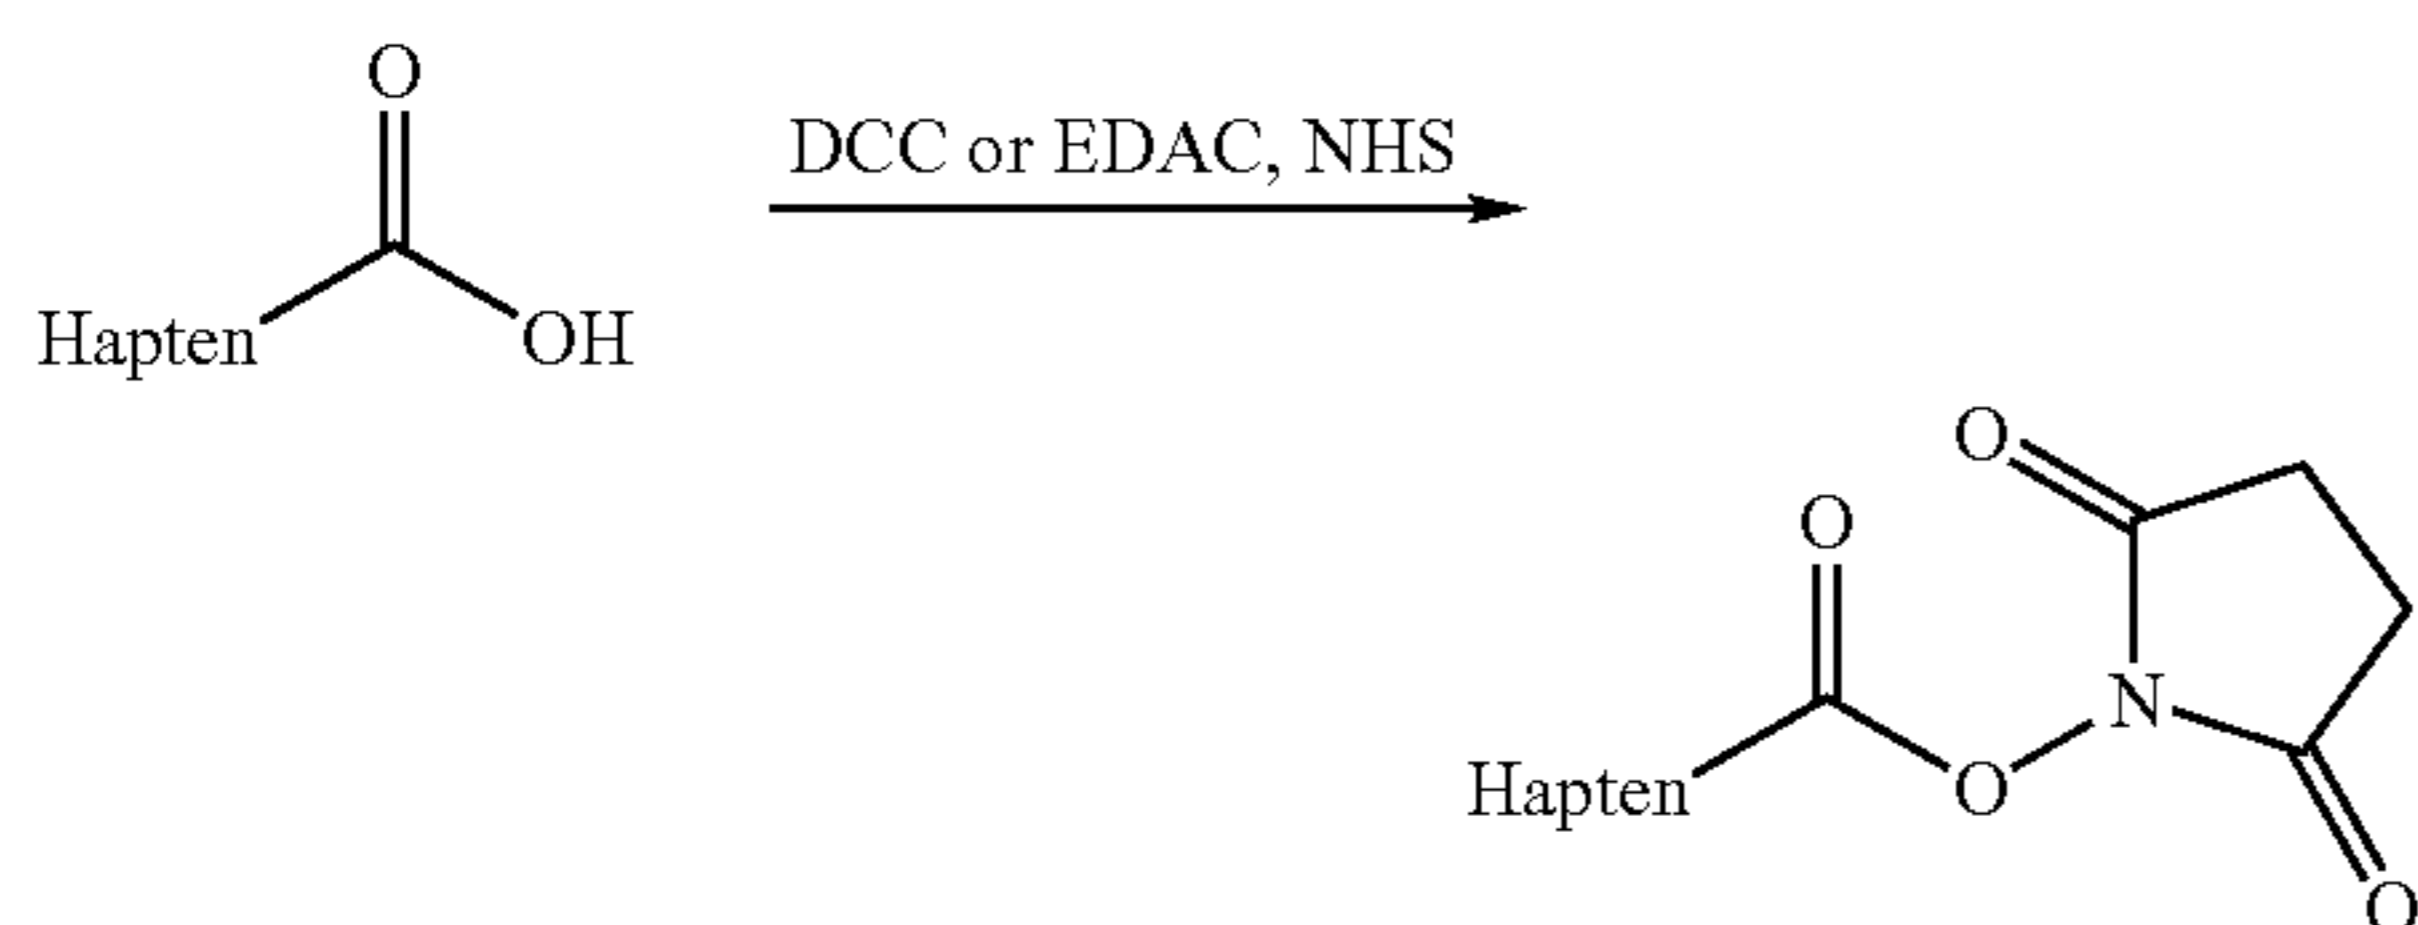 O
DCC or EDAC, NHS
Hapten
OH
O
O
N
Hapten
O
O